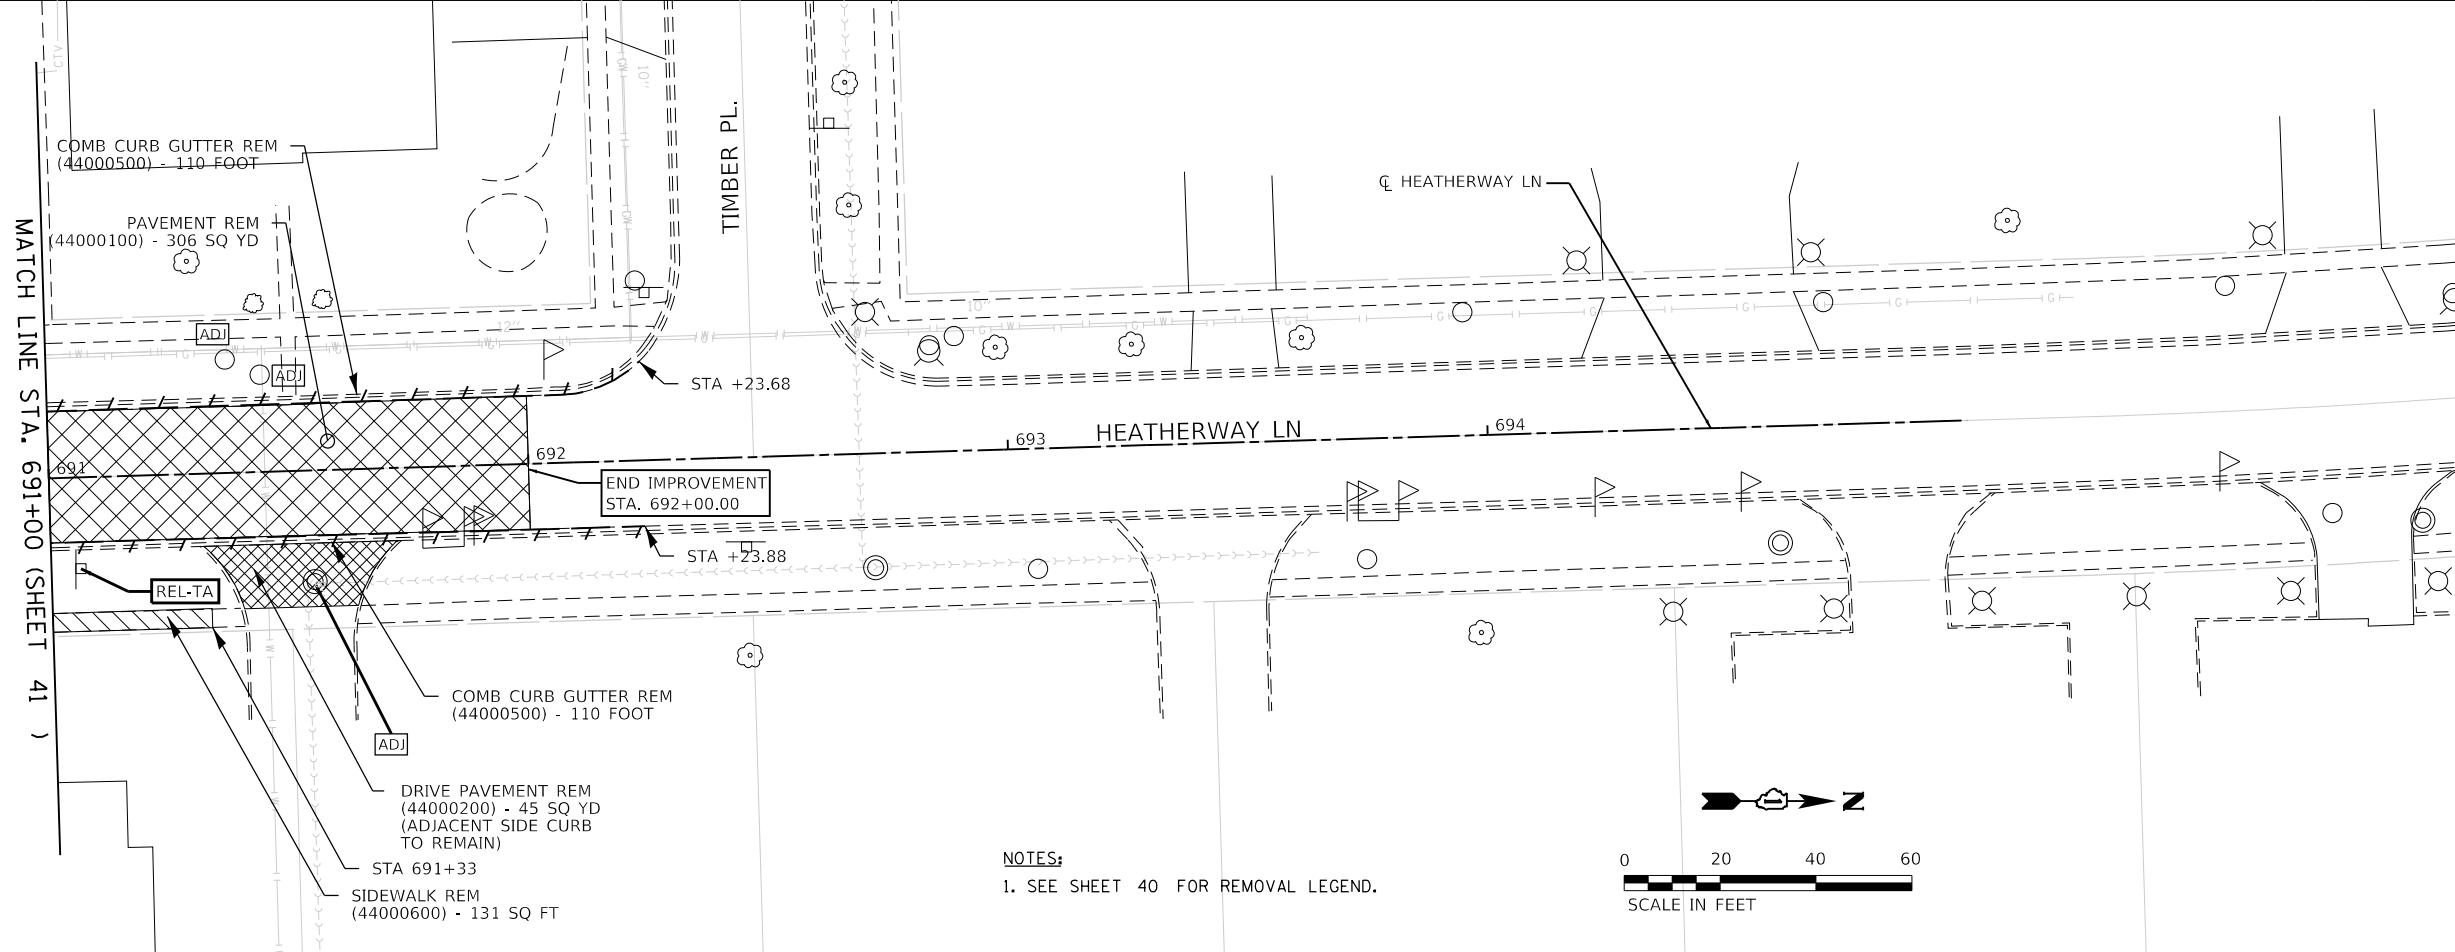 CTV
COMB CURB GUTTER REM
(44000500) - 110 FOOT
PAVEMENT REM
(44000100) - 306 SQ YD
MATCH LINE STA. 691+00 (SHEET 41 )
ADJ
ADJ
12"
10"
TIMBER PL.
10"
STA +23.68
℄ HEATHERWAY LN
HEATHERWAY LN
691
692
693
694
END IMPROVEMENT
STA. 692+00.00
STA +23.88
REL-TA
COMB CURB GUTTER REM
(44000500) - 110 FOOT
ADJ
DRIVE PAVEMENT REM
(44000200) - 45 SQ YD
(ADJACENT SIDE CURB
TO REMAIN)
STA 691+33
SIDEWALK REM
(44000600) - 131 SQ FT
NOTES:
1. SEE SHEET 40 FOR REMOVAL LEGEND.
N
0 20 40 60
SCALE IN FEET